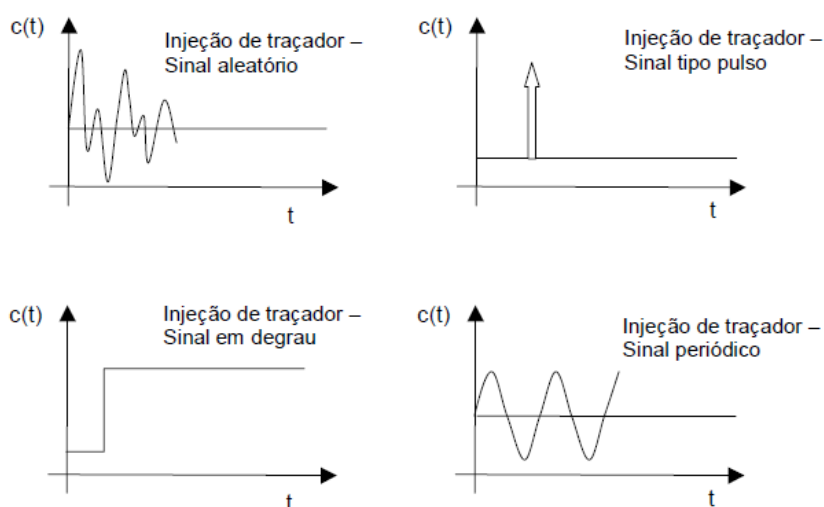 c(t)
Injeção de traçador –
Sinal aleatório
t
c(t)
Injeção de traçador –
Sinal tipo pulso
t
c(t)
Injeção de traçador –
Sinal em degrau
t
c(t)
Injeção de traçador –
Sinal periódico
t